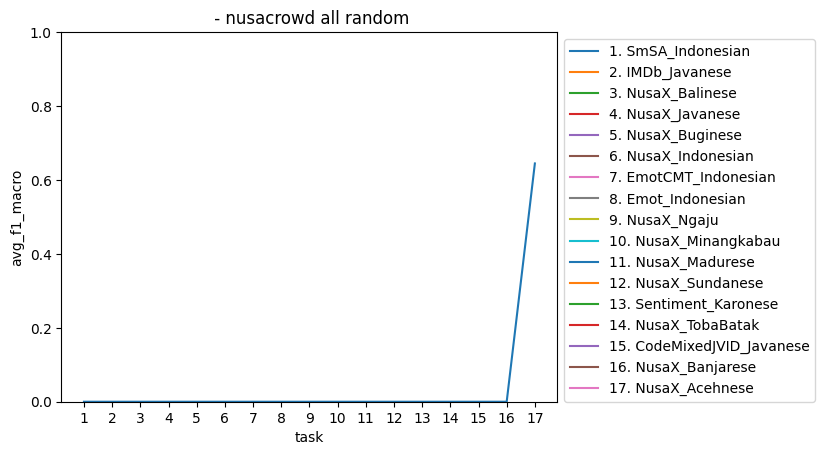 - nusacrowd all random
1.0
0.8
0.6
0.4
0.2
0.0
avg_f1_macro
1 2 3 4 5 6 7 8 9 10 11 12 13 14 15 16 17
task
1. SmSA_Indonesian
2. IMDb_Javanese
3. NusaX_Balinese
4. NusaX_Javanese
5. NusaX_Buginese
6. NusaX_Indonesian
7. EmotCMT_Indonesian
8. Emot_Indonesian
9. NusaX_Ngaju
10. NusaX_Minangkabau
11. NusaX_Madurese
12. NusaX_Sundanese
13. Sentiment_Karonese
14. NusaX_TobaBatak
15. CodeMixedJVID_Javanese
16. NusaX_Banjarese
17. NusaX_Acehnese